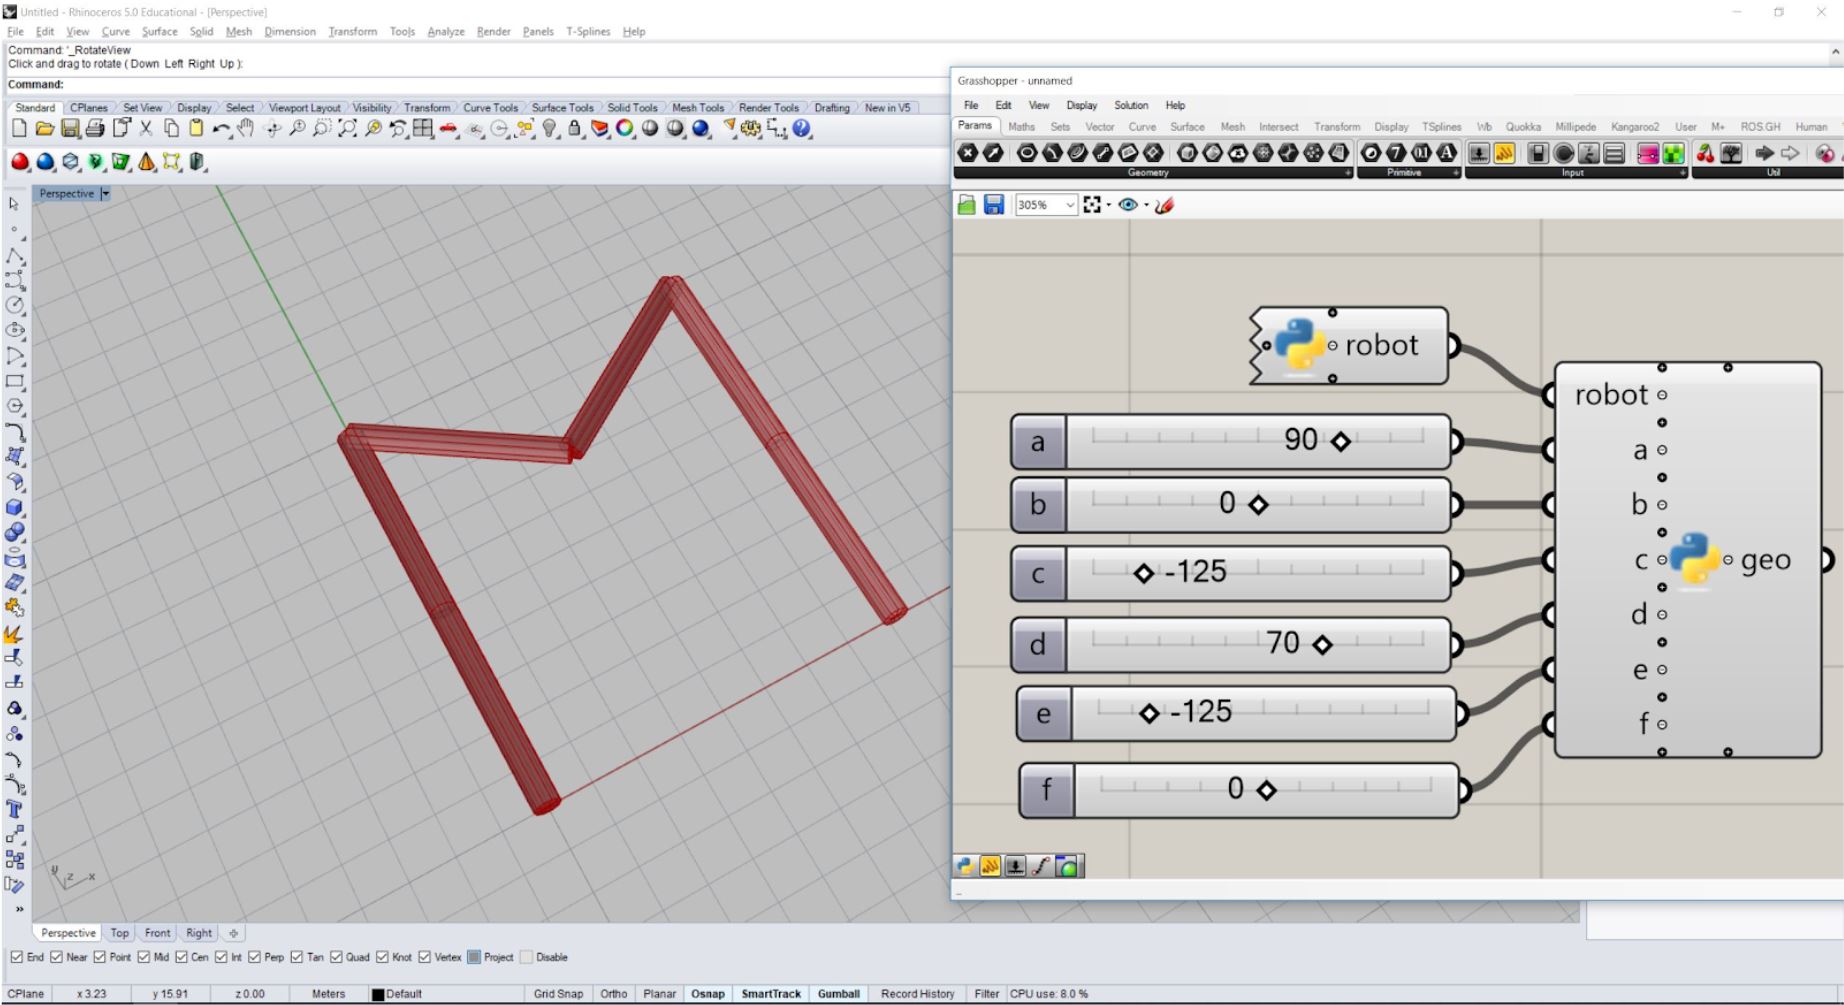 Untitled - Rhinoceros 5.0 Educational - [Perspective]
File Edit View Curve Surface Solid Mesh Dimension Transform Tools Analyze Render Panels T-Splines Help
Command: '_RotateView
Click and drag to rotate ( Down Left Right Up ):
Command:
Standard CPlanes Set View Display Select Viewport Layout Visibility Transform Curve Tools Surface Tools Solid Tools Mesh Tools Render Tools Drafting New in V5
Perspective
y z x
Grasshopper - unnamed
File Edit View Display Solution Help
Params Maths Sets Vector Curve Surface Mesh Intersect Transform Display TSplines Wb Quokka Millipede Kangaroo2 User M+ ROS.GH Human
Geometry Primitive Input Util
305%
robot
robot
a 90
a
b 0
b
c -125
c geo
d 70
d
e -125
e
f 0
f
Perspective Top Front Right
End Near Point Mid Cen Int Perp Tan Quad Knot Vertex Project Disable
CPlane x 3.23 y 15.91 z 0.00 Meters Default Grid Snap Ortho Planar Osnap SmartTrack Gumball Record History Filter CPU use: 8.0 %